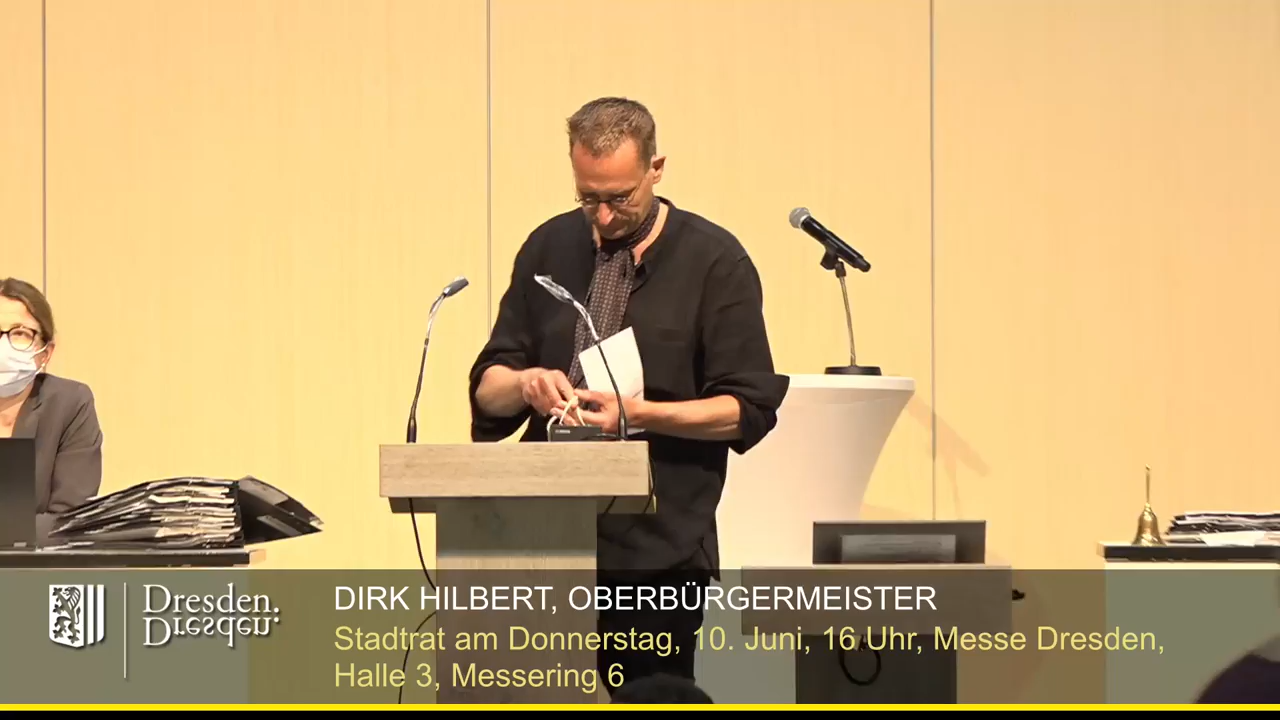 Dresden.
Dresden.
DIRK HILBERT, OBERBÜRGERMEISTER
Stadtrat am Donnerstag, 10. Juni, 16 Uhr, Messe Dresden,
Halle 3, Messering 6